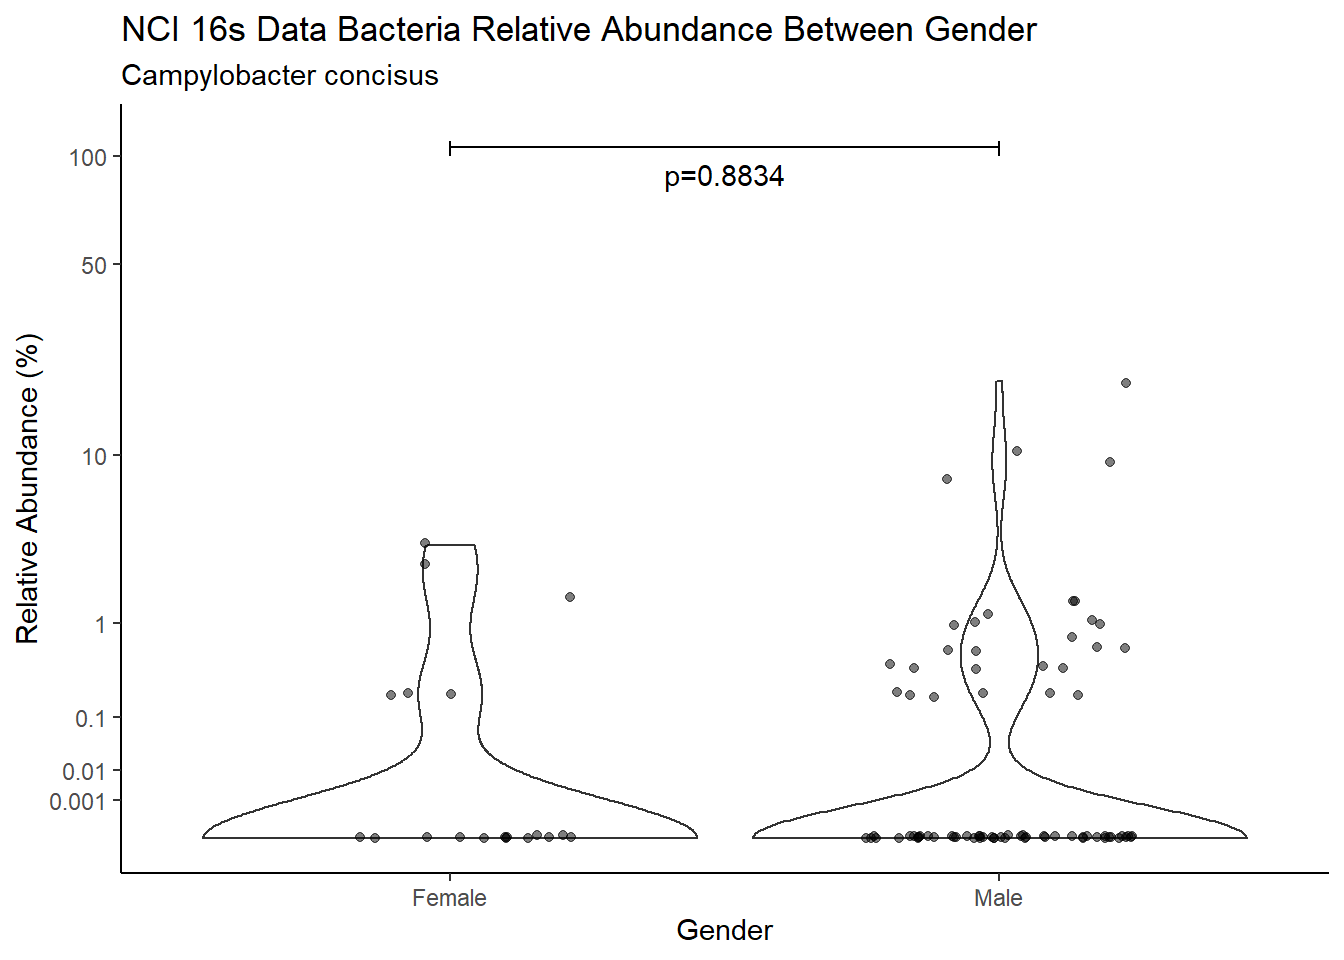 NCI 16s Data Bacteria Relative Abundance Between Gender
Campylobacter concisus
p=0.8834
100
50
10
1
0.1
0.01
0.001
Relative Abundance (%)
Female
Male
Gender